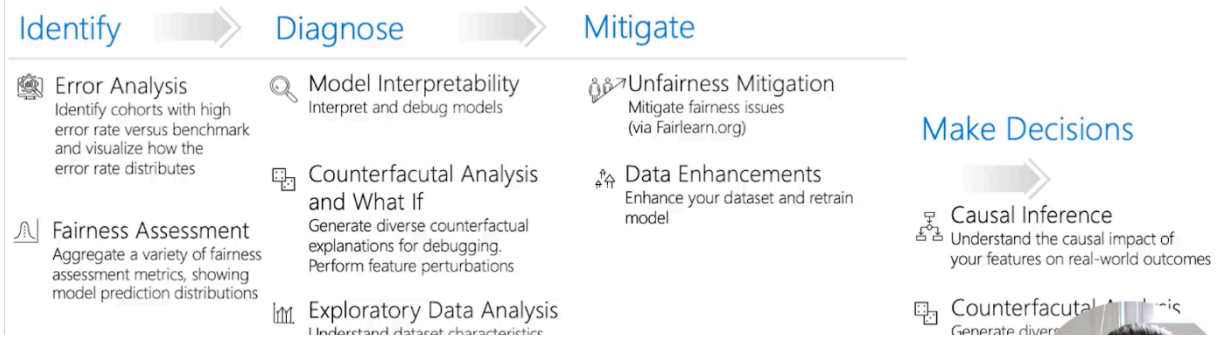 Identify
Error Analysis
Identify cohorts with high
error rate versus benchmark
and visualize how the
error rate distributes
Fairness Assessment
Aggregate a variety of fairness
assessment metrics, showing
model prediction distributions
Diagnose
Model Interpretability
Interpret and debug models
Counterfacutal Analysis
and What If
Generate diverse counterfactual
explanations for debugging.
Perform feature perturbations
Exploratory Data Analysis
Understand dataset characteristics
Mitigate
Unfairness Mitigation
Mitigate fairness issues
(via Fairlearn.org)
Data Enhancements
Enhance your dataset and retrain
model
Make Decisions
Causal Inference
Understand the causal impact of
your features on real-world outcomes
Counterfacutal
Generate